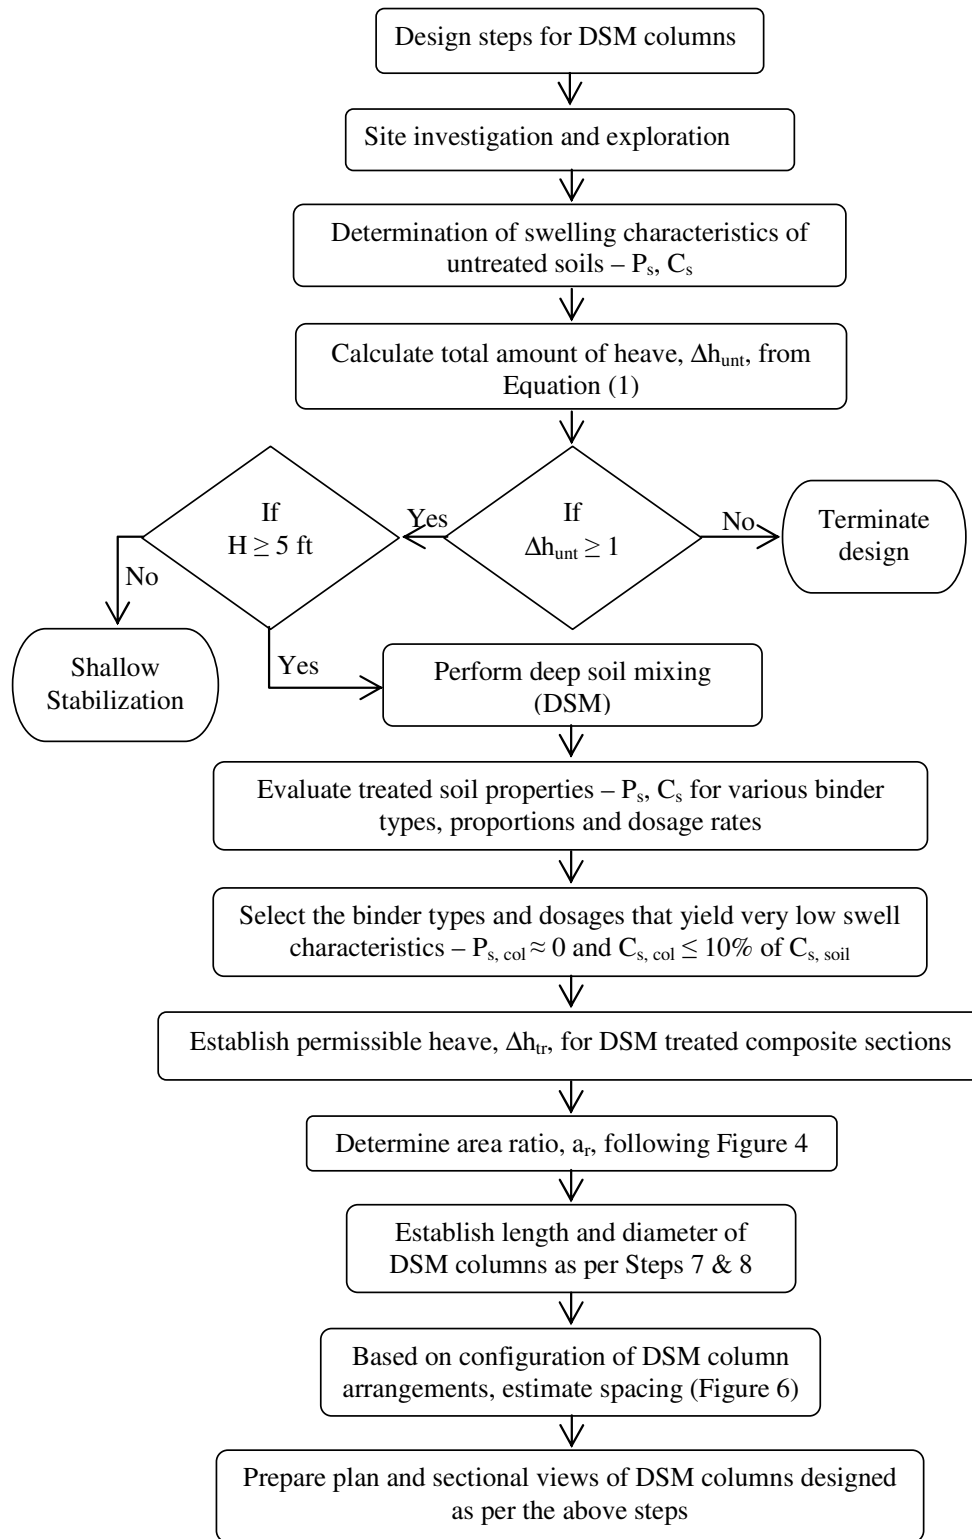 Design steps for DSM columns
Site investigation and exploration
Determination of swelling characteristics of
untreated soils – Ps, Cs
Calculate total amount of heave, Δhunt, from
Equation (1)
If
H ≥ 5 ft
Yes
If
Δhunt ≥ 1
No
Terminate
design
No
Shallow
Stabilization
Yes
Perform deep soil mixing
(DSM)
Evaluate treated soil properties – Ps, Cs for various binder
types, proportions and dosage rates
Select the binder types and dosages that yield very low swell
characteristics – Ps, col ≈ 0 and Cs, col ≤ 10% of Cs, soil
Establish permissible heave, Δhtr, for DSM treated composite sections
Determine area ratio, ar, following Figure 4
Establish length and diameter of
DSM columns as per Steps 7 & 8
Based on configuration of DSM column
arrangements, estimate spacing (Figure 6)
Prepare plan and sectional views of DSM columns designed
as per the above steps